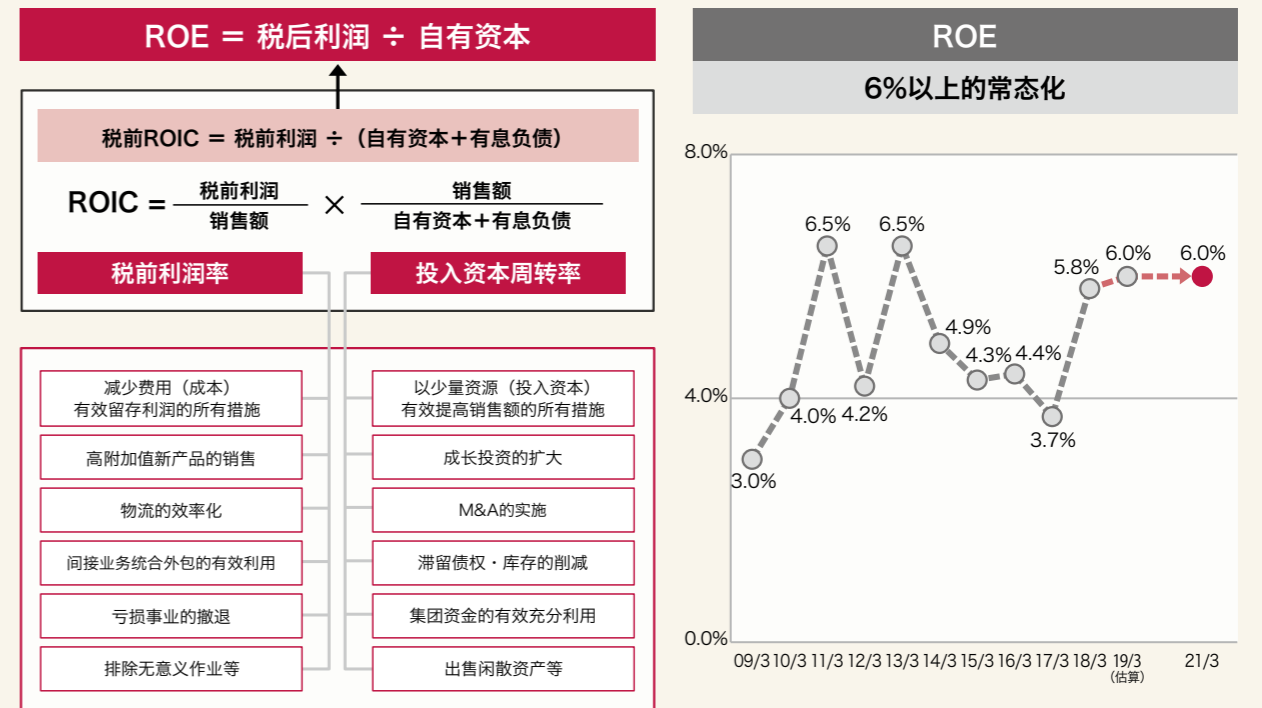 ROE = 税后利润 ÷ 自有资本
税前ROIC = 税前利润 ÷（自有资本＋有息负债）
ROIC = 税前利润 / 销售额 × 销售额 / 自有资本＋有息负债
税前利润率
投入资本周转率
减少费用（成本）
有效留存利润的所有措施
高附加值新产品的销售
物流的效率化
间接业务统合外包的有效利用
亏损事业的撤退
排除无意义作业等
以少量资源（投入资本）
有效提高销售额的所有措施
成长投资的扩大
M&A的实施
滞留债权・库存的削减
集团资金的有效充分利用
出售闲散资产等
ROE
6%以上的常态化
8.0%
4.0%
0.0%
3.0%
4.0%
6.5%
4.2%
6.5%
4.9%
4.3%
4.4%
3.7%
5.8%
6.0%
6.0%
09/3 10/3 11/3 12/3 13/3 14/3 15/3 16/3 17/3 18/3 19/3 21/3
（估算）